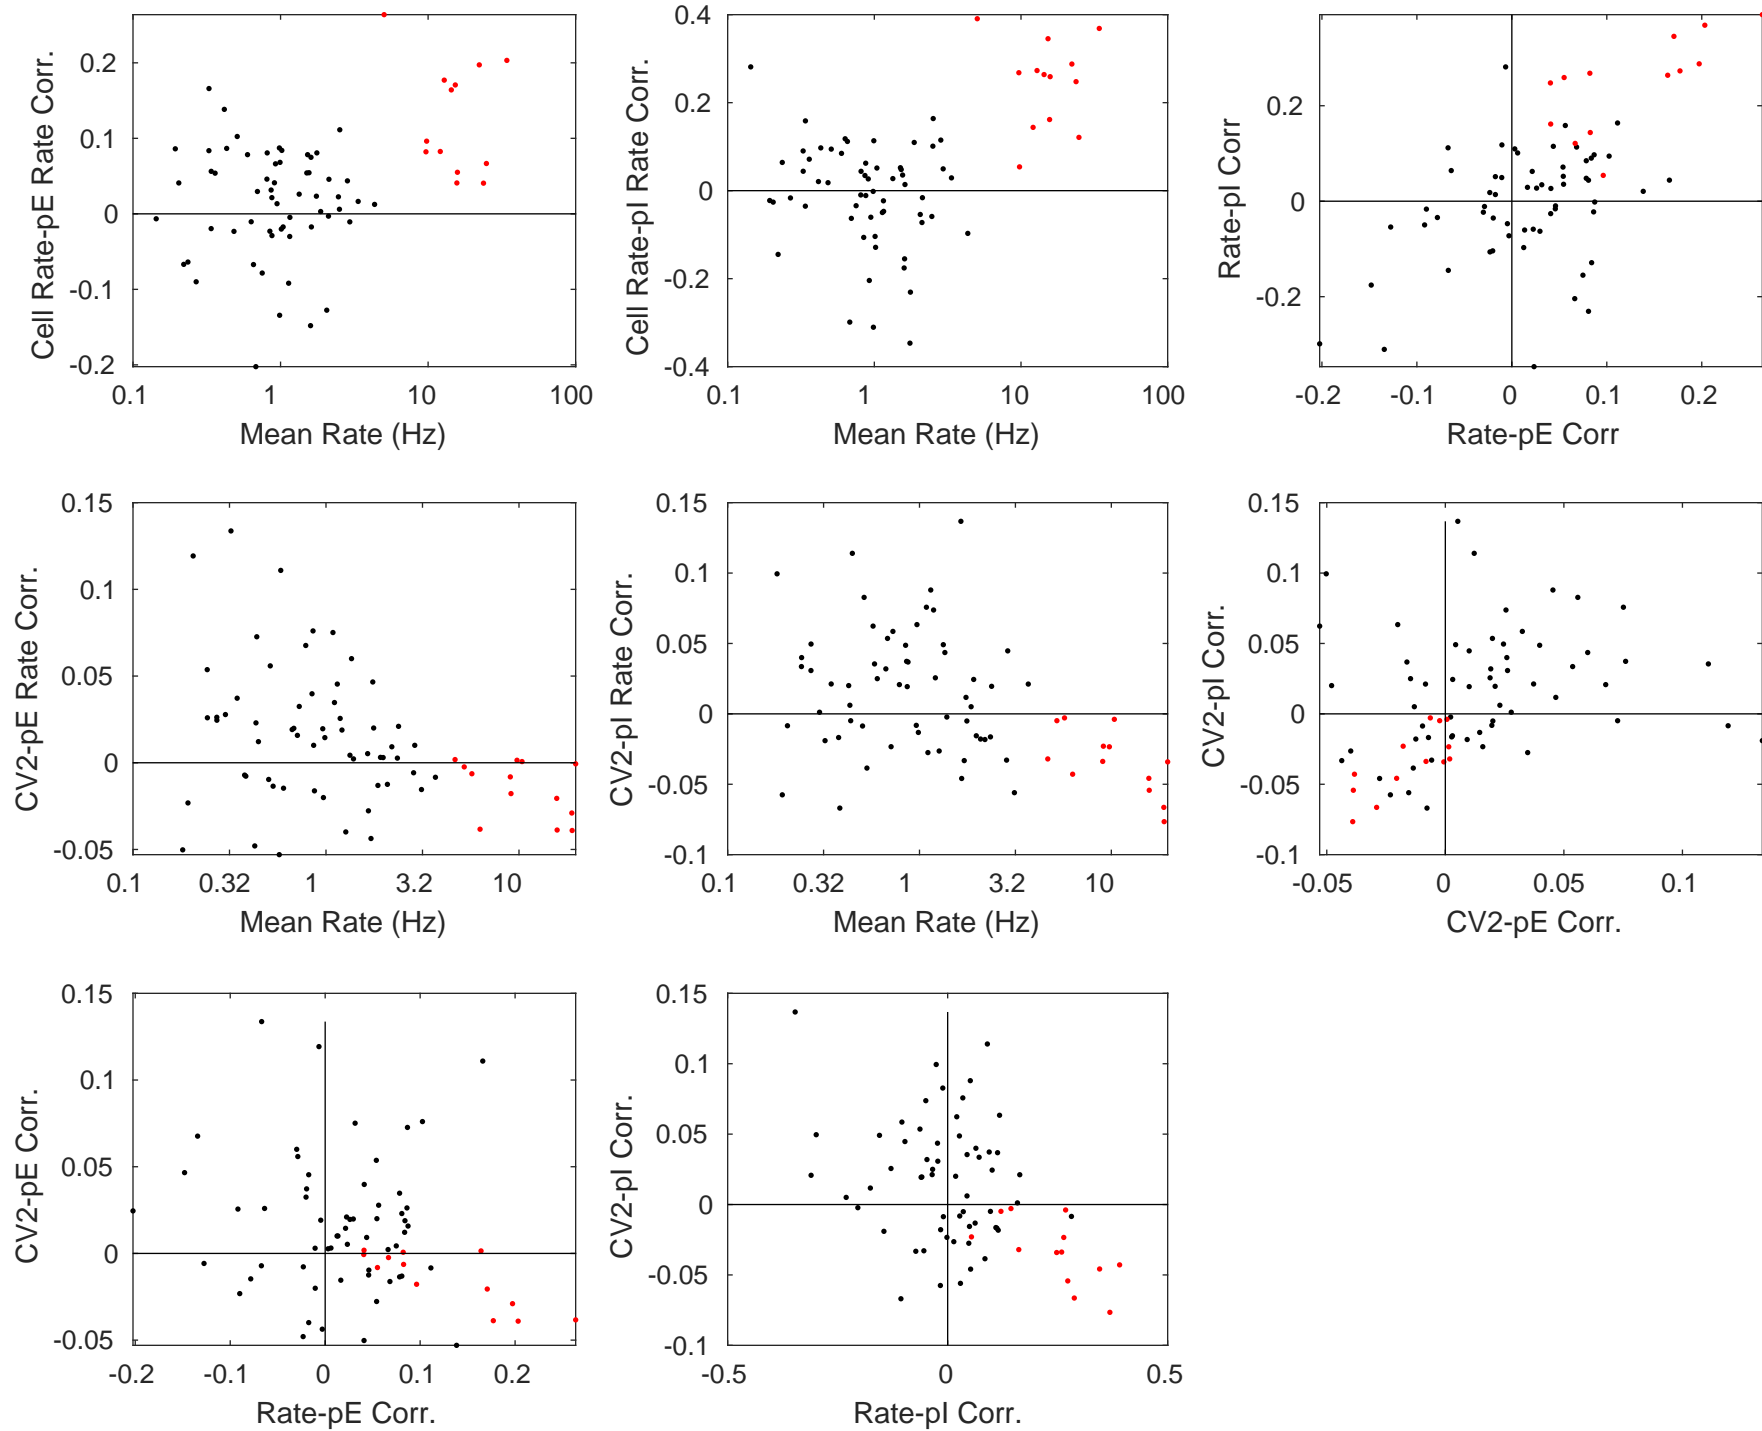 Cell Rate-pE Rate Corr.
0.2
0.1
0
-0.1
-0.2
0.1 1 10 100
Mean Rate (Hz)
Cell Rate-pI Rate Corr.
0.4
0.2
0
-0.2
-0.4
0.1 1 10 100
Mean Rate (Hz)
Rate-pI Corr
0.2
0
-0.2
-0.2 -0.1 0 0.1 0.2
Rate-pE Corr
CV2-pE Rate Corr.
0.15
0.1
0.05
0
-0.05
0.1 0.32 1 3.2 10
Mean Rate (Hz)
CV2-pI Rate Corr.
0.15
0.1
0.05
0
-0.05
-0.1
0.1 0.32 1 3.2 10
Mean Rate (Hz)
CV2-pI Corr.
0.15
0.1
0.05
0
-0.05
-0.1
-0.05 0 0.05 0.1
CV2-pE Corr.
CV2-pE Corr.
0.15
0.1
0.05
0
-0.05
-0.2 -0.1 0 0.1 0.2
Rate-pE Corr.
CV2-pI Corr.
0.15
0.1
0.05
0
-0.05
-0.1
-0.5 0 0.5
Rate-pI Corr.